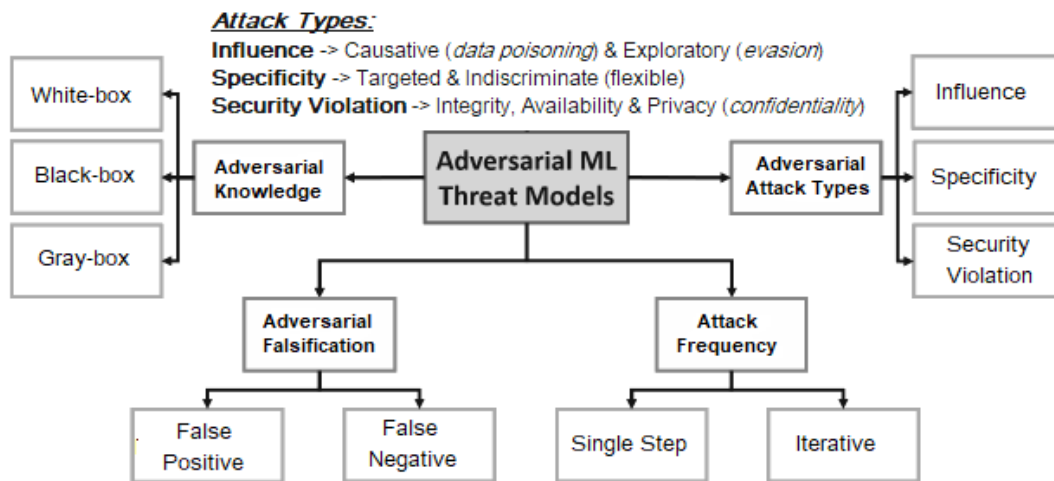 Attack Types:
Influence -> Causative (data poisoning) & Exploratory (evasion)
Specificity -> Targeted & Indiscriminate (flexible)
Security Violation -> Integrity, Availability & Privacy (confidentiality)
White-box
Black-box
Gray-box
Adversarial
Knowledge
Adversarial ML
Threat Models
Adversarial
Attack Types
Influence
Specificity
Security
Violation
Adversarial
Falsification
Attack
Frequency
False
Positive
False
Negative
Single Step
Iterative